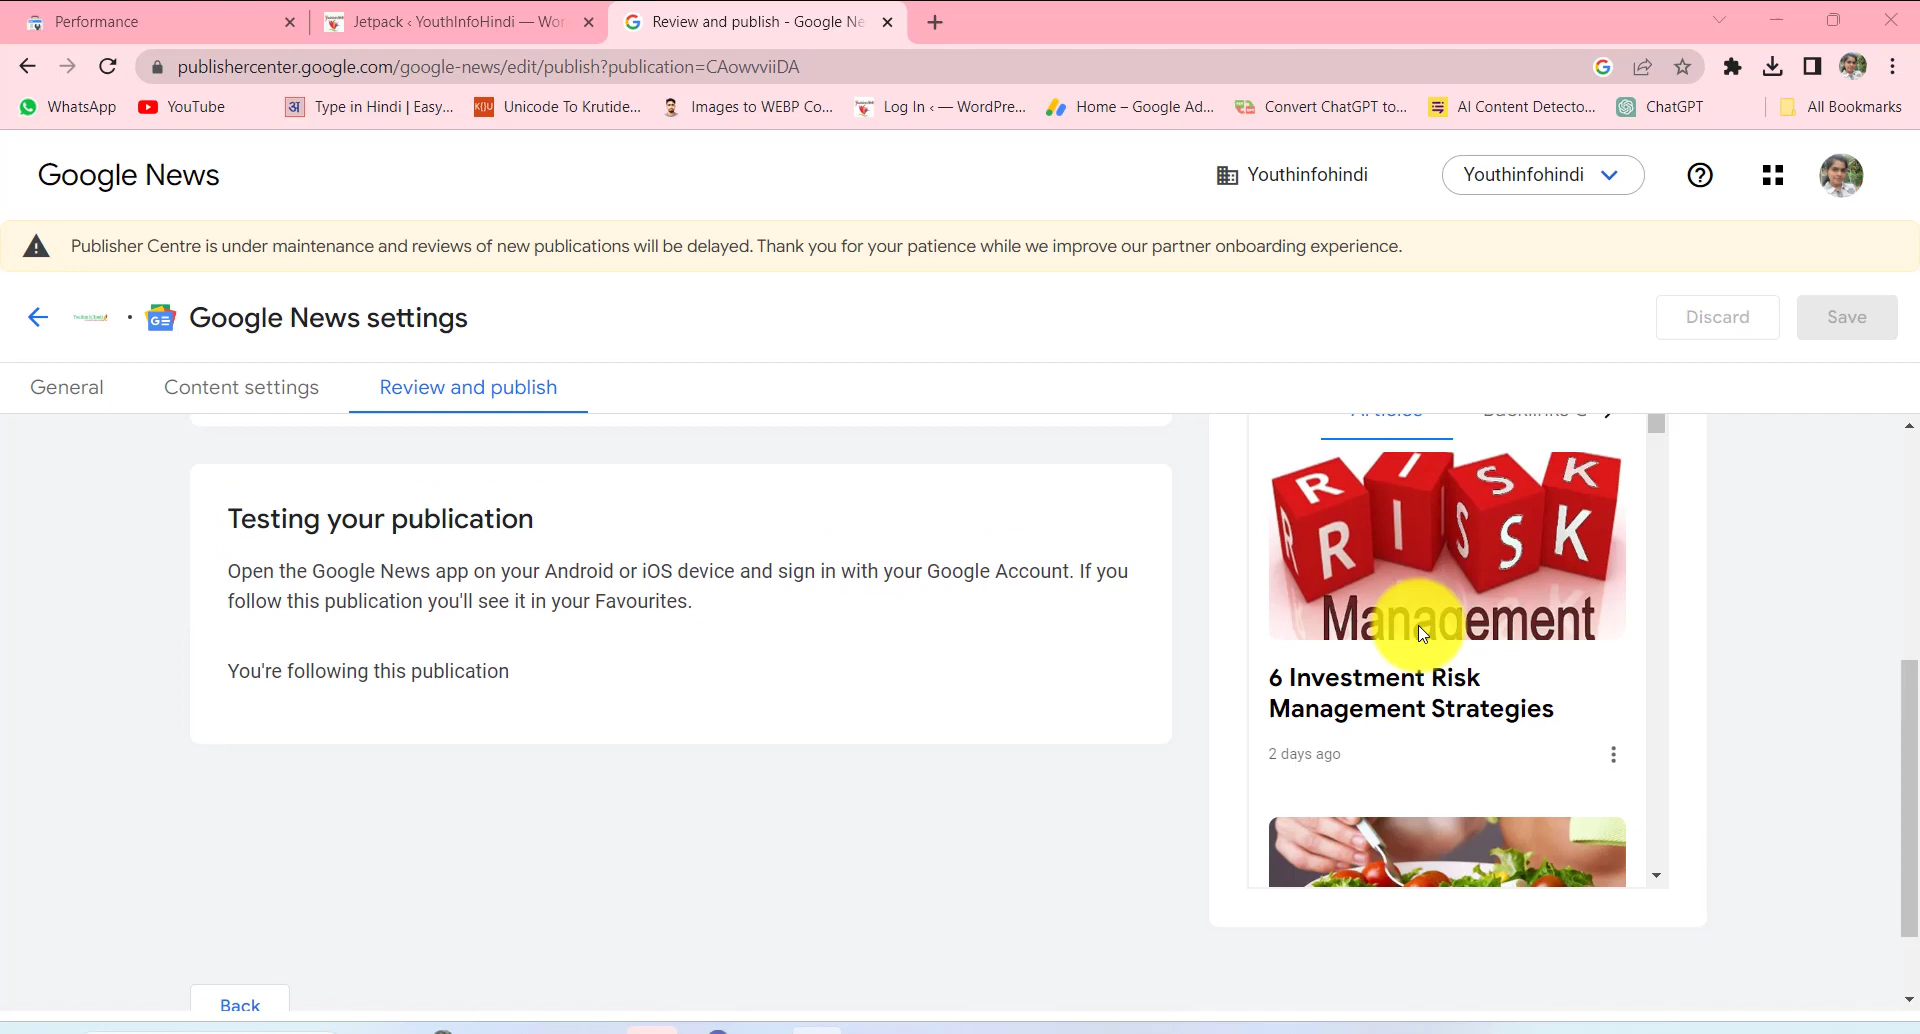 Performance
Jetpack ‹ YouthInfoHindi — Wor
Review and publish - Google Ne
publishercenter.google.com/google-news/edit/publish?publication=CAowvviiDA
WhatsApp
YouTube
अ Type in Hindi | Easy...
Unicode To Krutide...
Images to WEBP Co...
Log In ‹ — WordPre...
Home – Google Ad...
Convert ChatGPT to...
AI Content Detecto...
ChatGPT
All Bookmarks
Google News
Youthinfohindi
Youthinfohindi
Publisher Centre is under maintenance and reviews of new publications will be delayed. Thank you for your patience while we improve our partner onboarding experience.
Google News settings
Discard
Save
General
Content settings
Review and publish
Testing your publication
Open the Google News app on your Android or iOS device and sign in with your Google Account. If you
follow this publication you'll see it in your Favourites.
You're following this publication
Back
RISK
RISK
Management
6 Investment Risk
Management Strategies
2 days ago